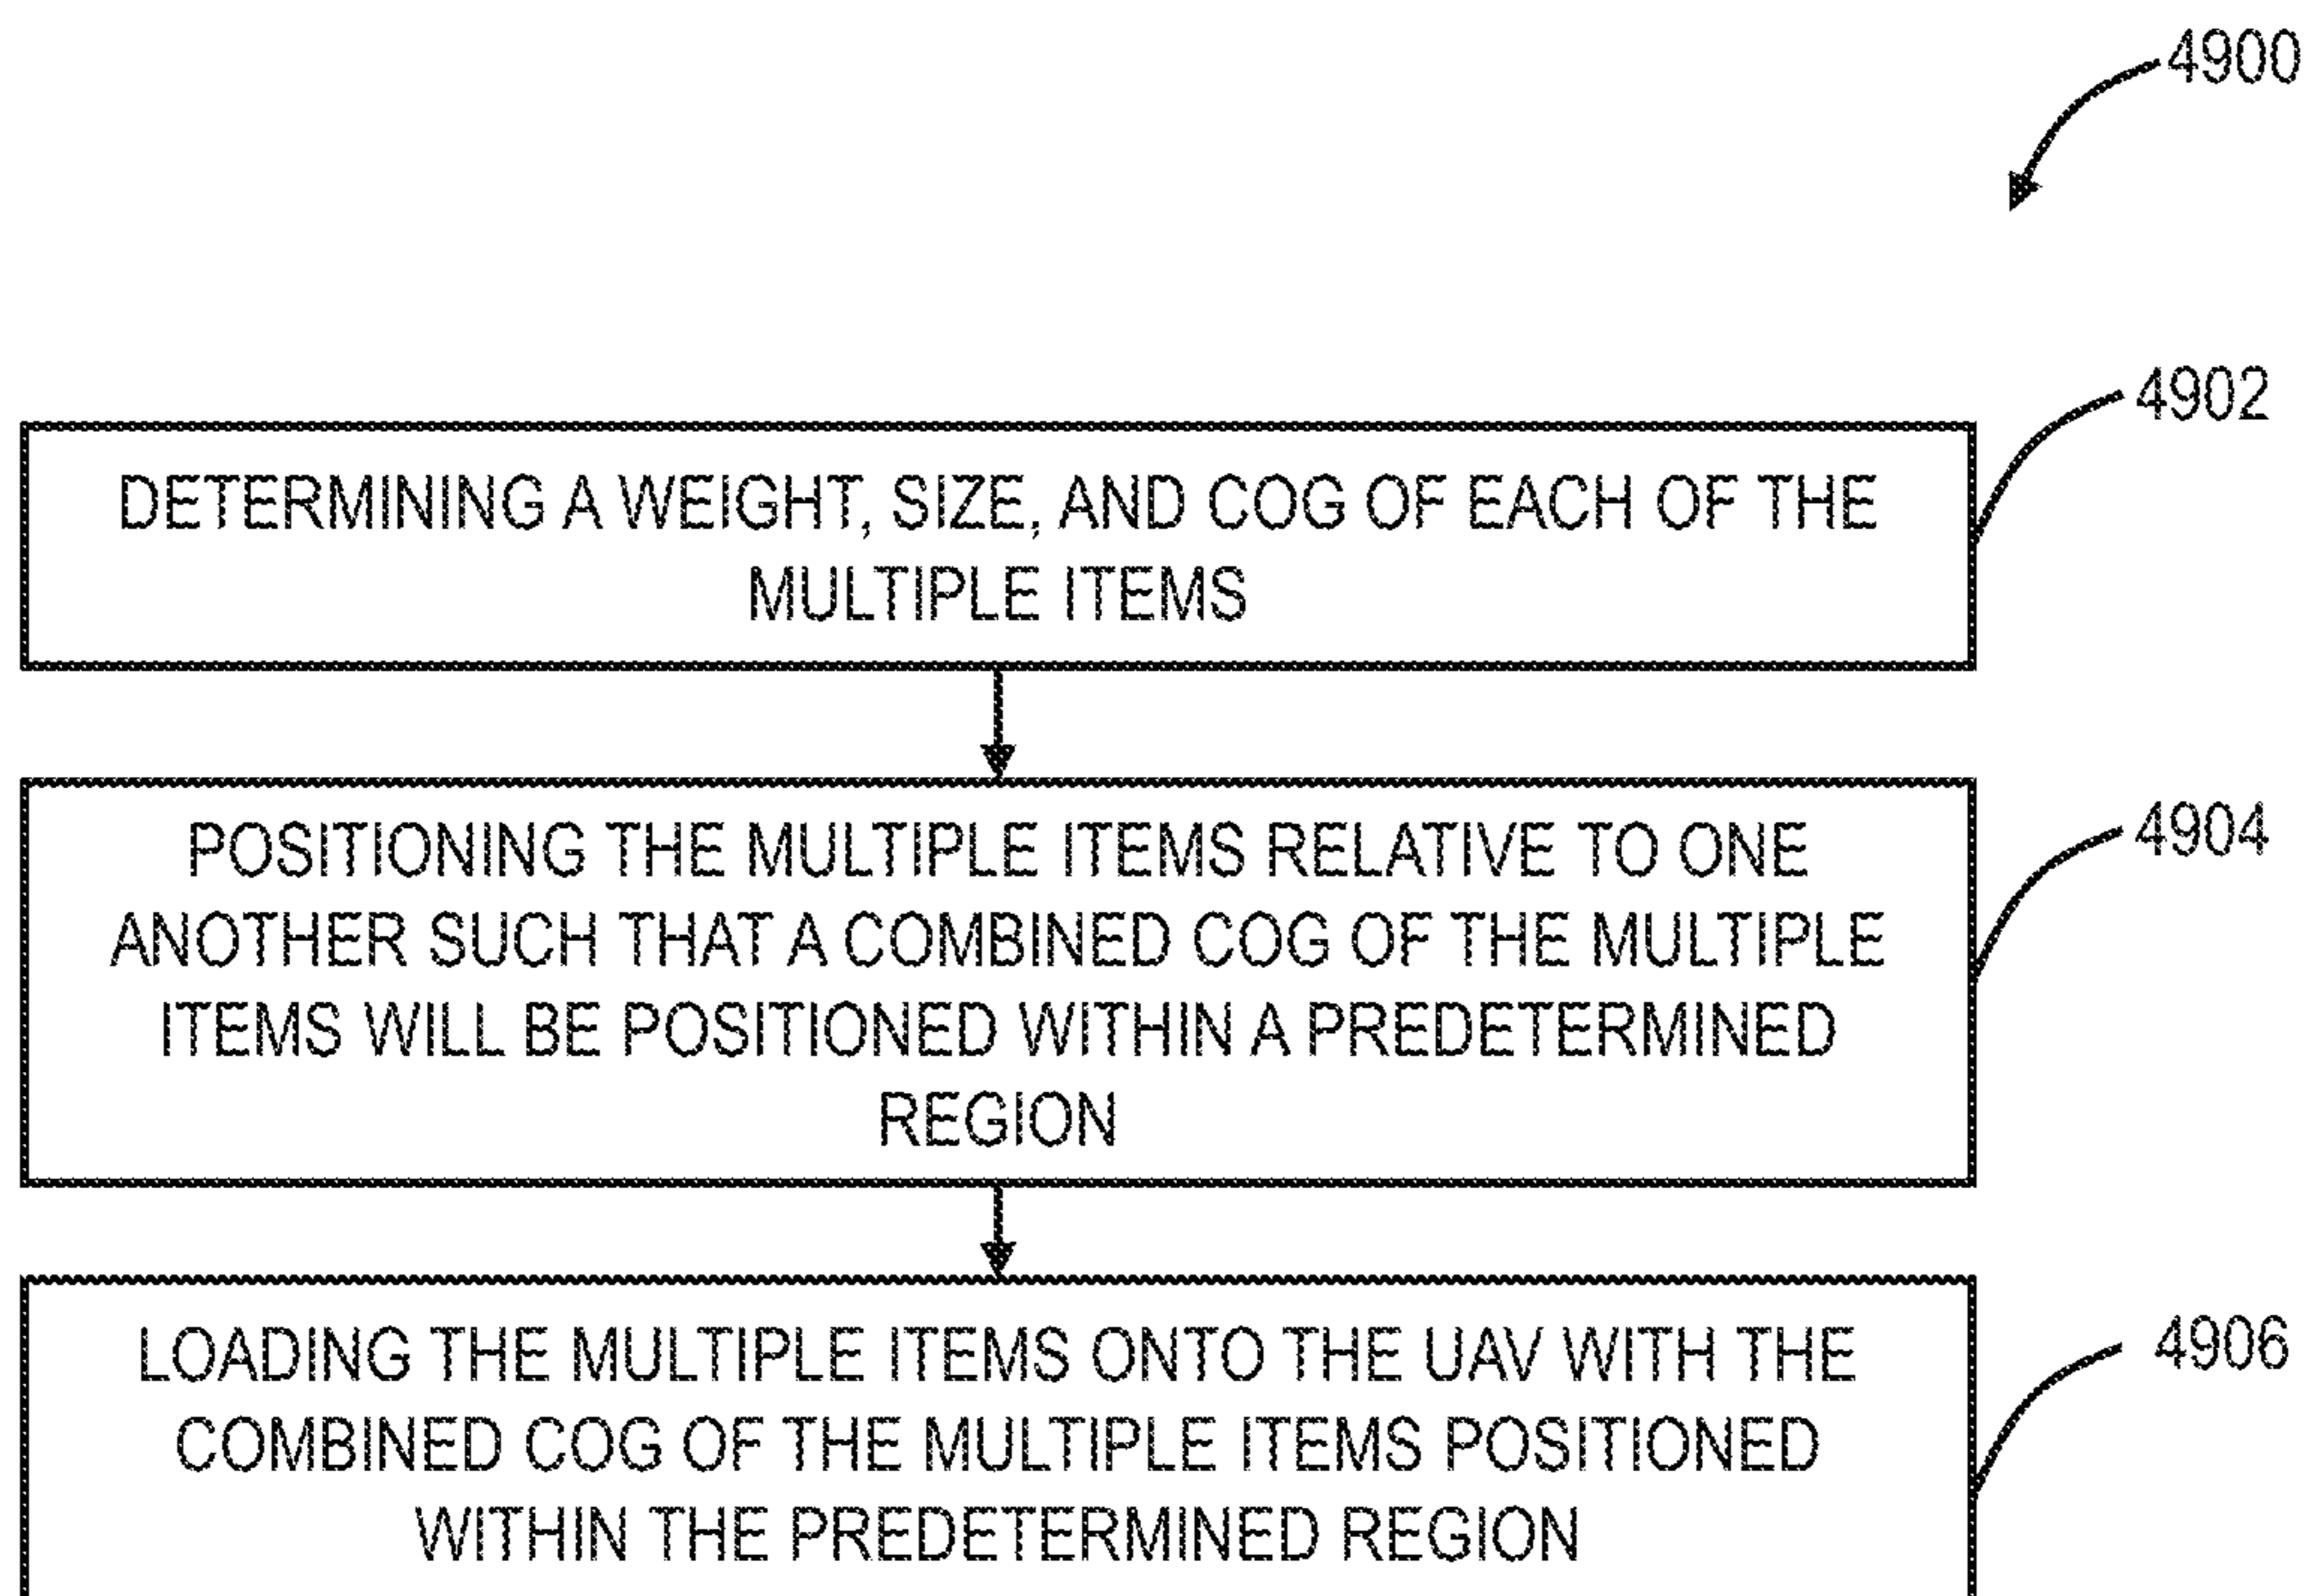 4900
4902
DETERMINING A WEIGHT, SIZE, AND COG OF EACH OF THE
MULTIPLE ITEMS
4904
POSITIONING THE MULTIPLE ITEMS RELATIVE TO ONE
ANOTHER SUCH THAT A COMBINED COG OF THE MULTIPLE
ITEMS WILL BE POSITIONED WITHIN A PREDETERMINED
REGION
4906
LOADING THE MULTIPLE ITEMS ONTO THE UAV WITH THE
COMBINED COG OF THE MULTIPLE ITEMS POSITIONED
WITHIN THE PREDETERMINED REGION